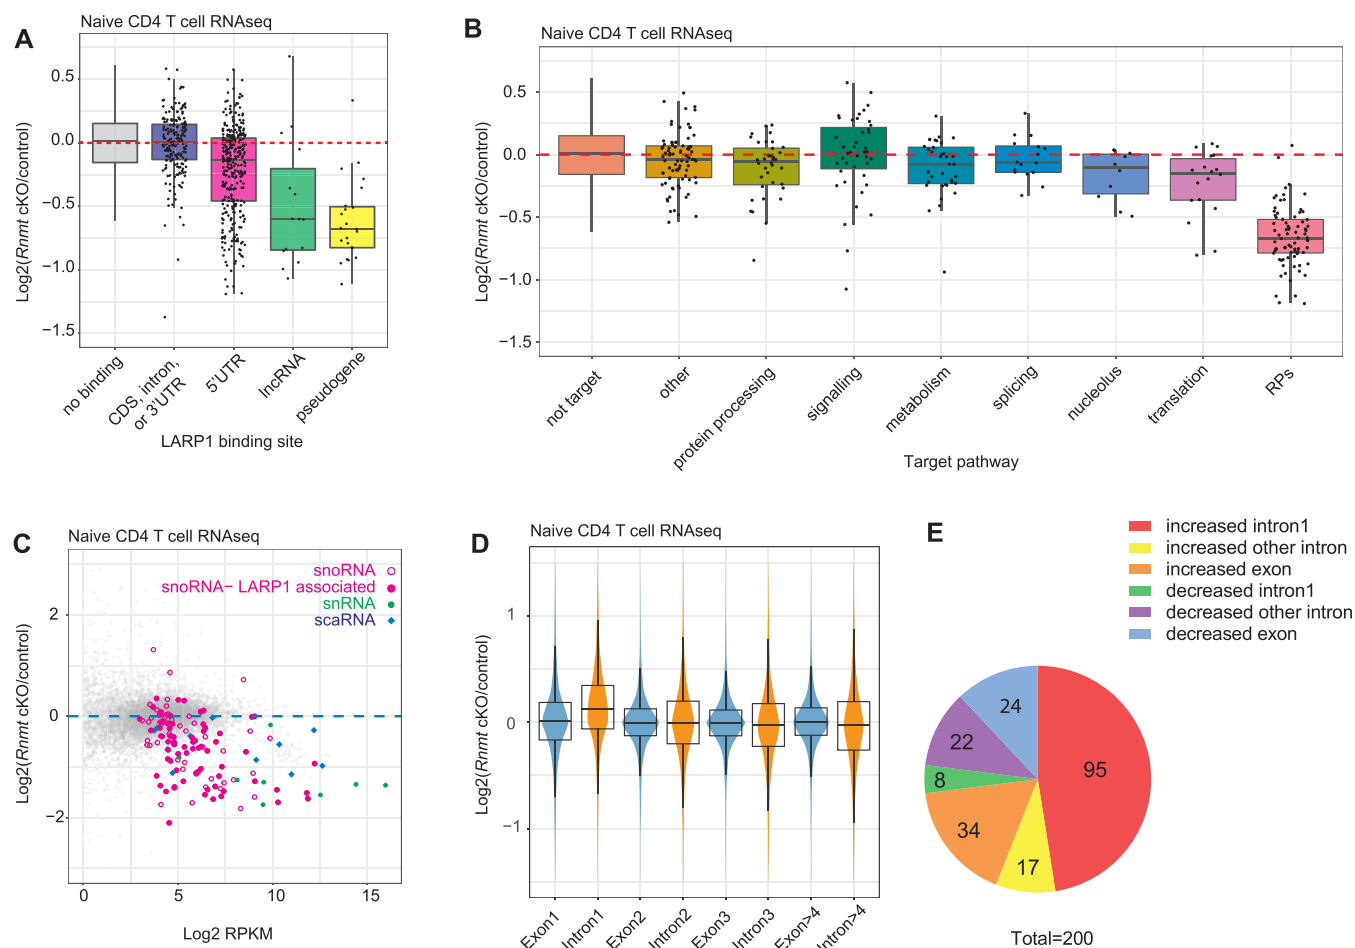 A
Naive CD4 T cell RNAseq
Log2(Rnmt cKO/control)
0.5
0.0
−0.5
−1.0
−1.5
no binding
CDS, intron,
or 3'UTR
5'UTR
lncRNA
pseudogene
LARP1 binding site
B
Naive CD4 T cell RNAseq
Log2(Rnmt cKO/control)
0.5
0.0
−0.5
−1.0
−1.5
not target
other
protein processing
signalling
metabolism
splicing
nucleolus
translation
RPs
Target pathway
C
Naive CD4 T cell RNAseq
snoRNA
snoRNA− LARP1 associated
snRNA
scaRNA
Log2(Rnmt cKO/control)
2
0
−2
0
5
10
15
Log2 RPKM
D
Naive CD4 T cell RNAseq
Log2(Rnmt cKO/control)
1
0
−1
Exon1
Intron1
Exon2
Intron2
Exon3
Intron3
Exon>4
Intron>4
E
increased intron1
increased other intron
increased exon
decreased intron1
decreased other intron
decreased exon
24
22
95
8
34
17
Total=200